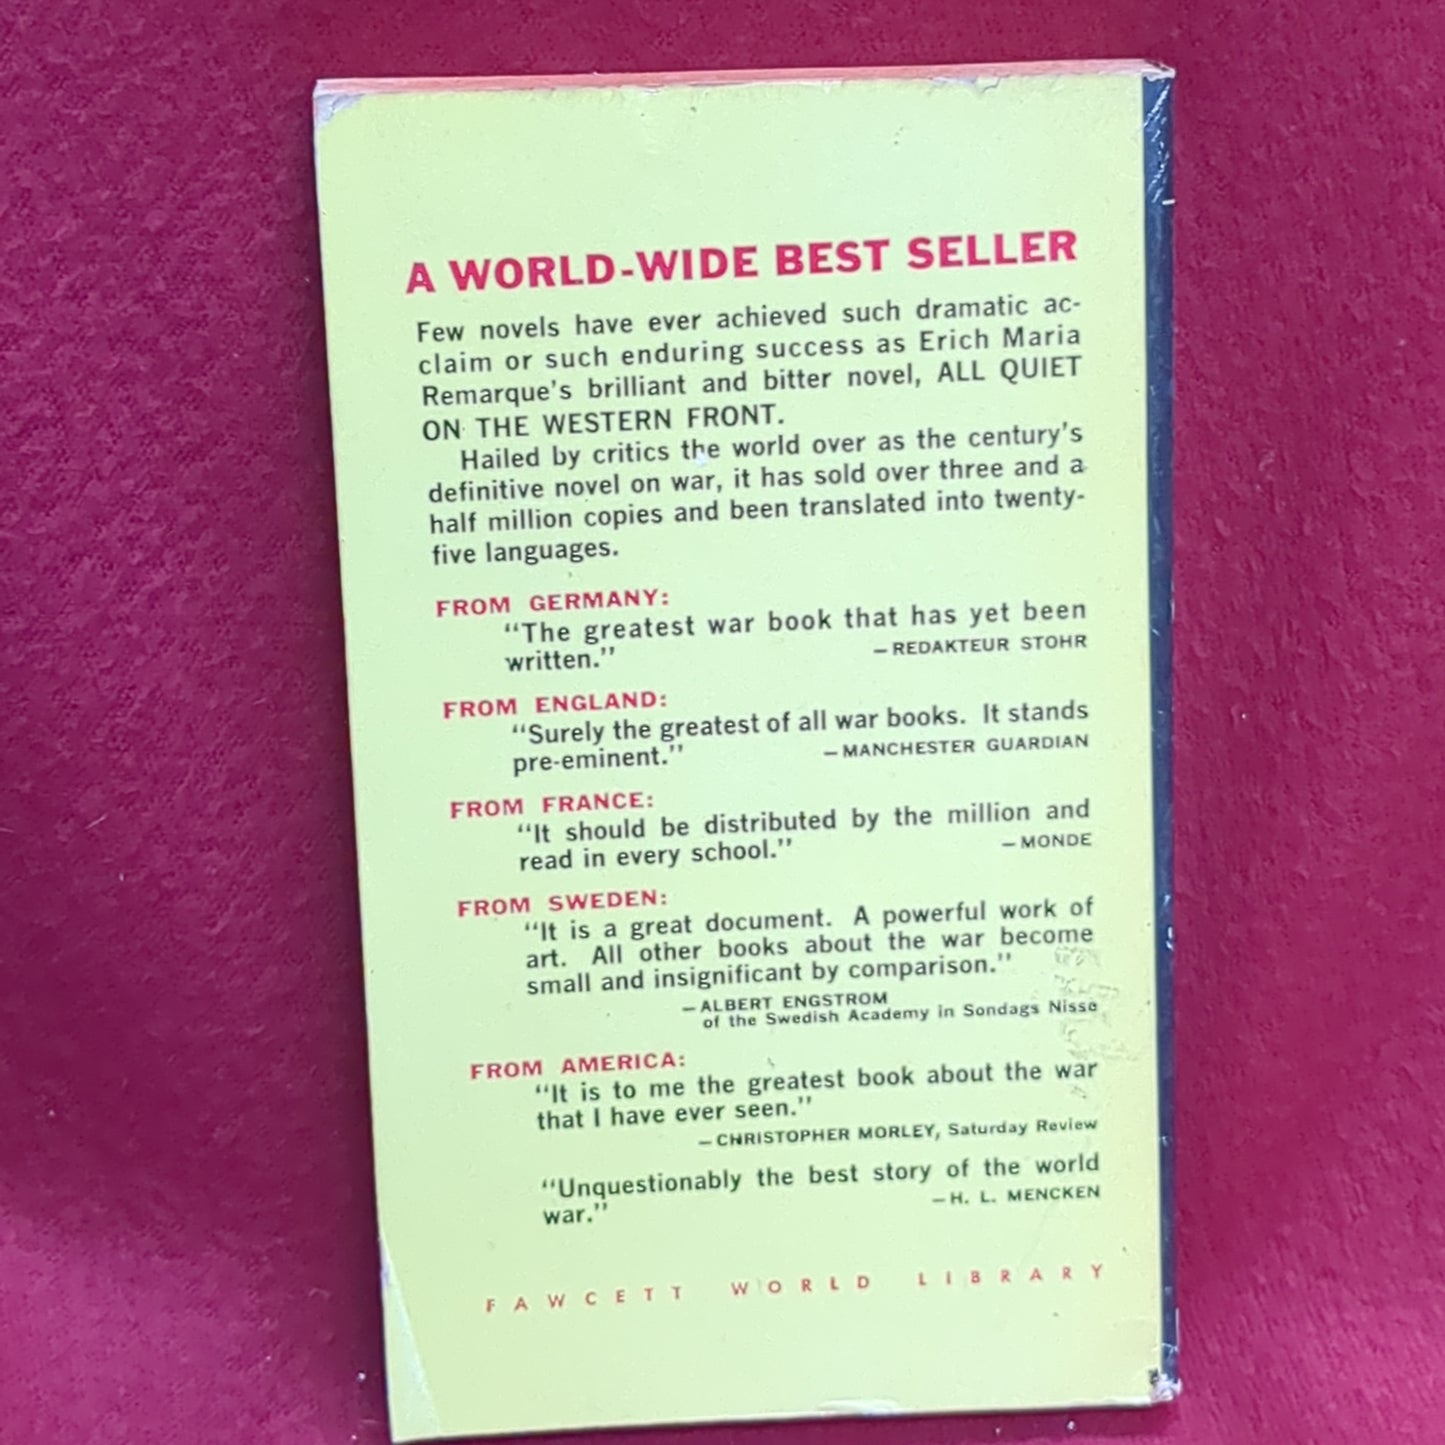 A WORLD-WIDE BEST SELLER
Few novels have ever achieved such dramatic ac-
claim or such enduring success as Erich Maria
Remarque's brilliant and bitter novel, ALL QUIET
ON THE WESTERN FRONT.
Hailed by critics the world over as the century's
definitive novel on war, it has sold over three and a
half million copies and been translated into twenty-
five languages.
FROM GERMANY:
"The greatest war book that has yet been
written." —REDAKTEUR STOHR
FROM ENGLAND:
"Surely the greatest of all war books. It stands
pre-eminent." —MANCHESTER GUARDIAN
FROM FRANCE:
"It should be distributed by the million and
read in every school." —MONDE
FROM SWEDEN:
"It is a great document. A powerful work of
art. All other books about the war become
small and insignificant by comparison."
—ALBERT ENGSTROM
of the Swedish Academy in Sondags Nisse
FROM AMERICA:
"It is to me the greatest book about the war
that I have ever seen."
—CHRISTOPHER MORLEY, Saturday Review
"Unquestionably the best story of the world
war." —H. L. MENCKEN
FAWCETT WORLD LIBRARY